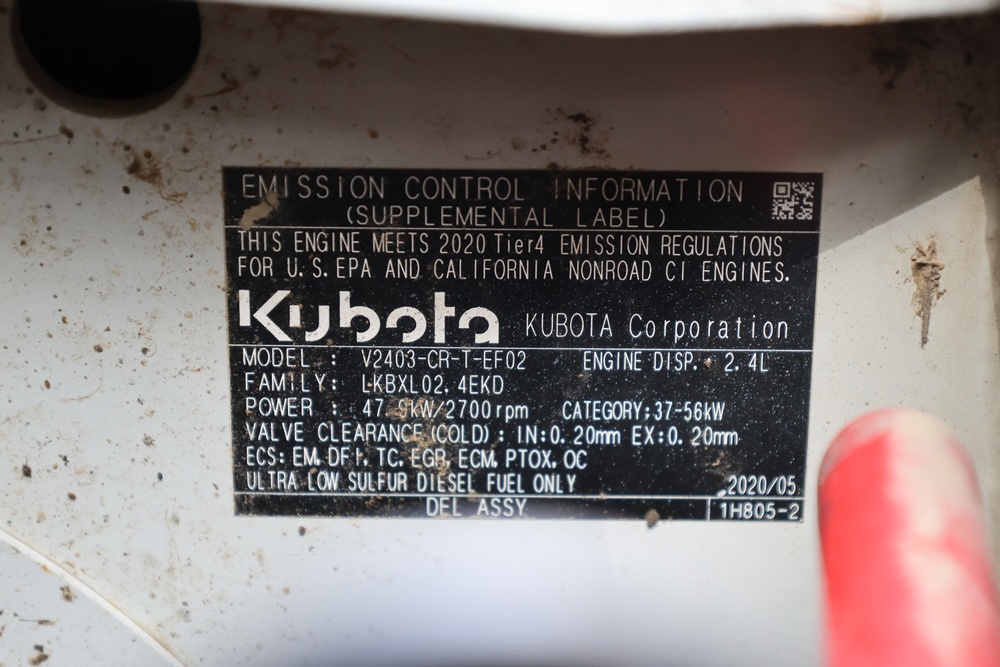 EMISSION CONTROL INFORMATION
(SUPPLEMENTAL LABEL)
THIS ENGINE MEETS 2020 Tier4 EMISSION REGULATIONS
FOR U.S. EPA AND CALIFORNIA NONROAD CI ENGINES.
Kubota KUBOTA Corporation
MODEL : V2403-CR-T-EF02 ENGINE DISP. 2.4L
FAMILY: LKBXL02.4EKD
POWER : 47.9kW/2700rpm CATEGORY;37-56kW
VALVE CLEARANCE (COLD) : IN:0.20mm EX:0.20mm
ECS: EM, DFI, TC, EGR, ECM, PTOX, OC
ULTRA LOW SULFUR DIESEL FUEL ONLY 2020/05
DEL ASSY 1H805-2